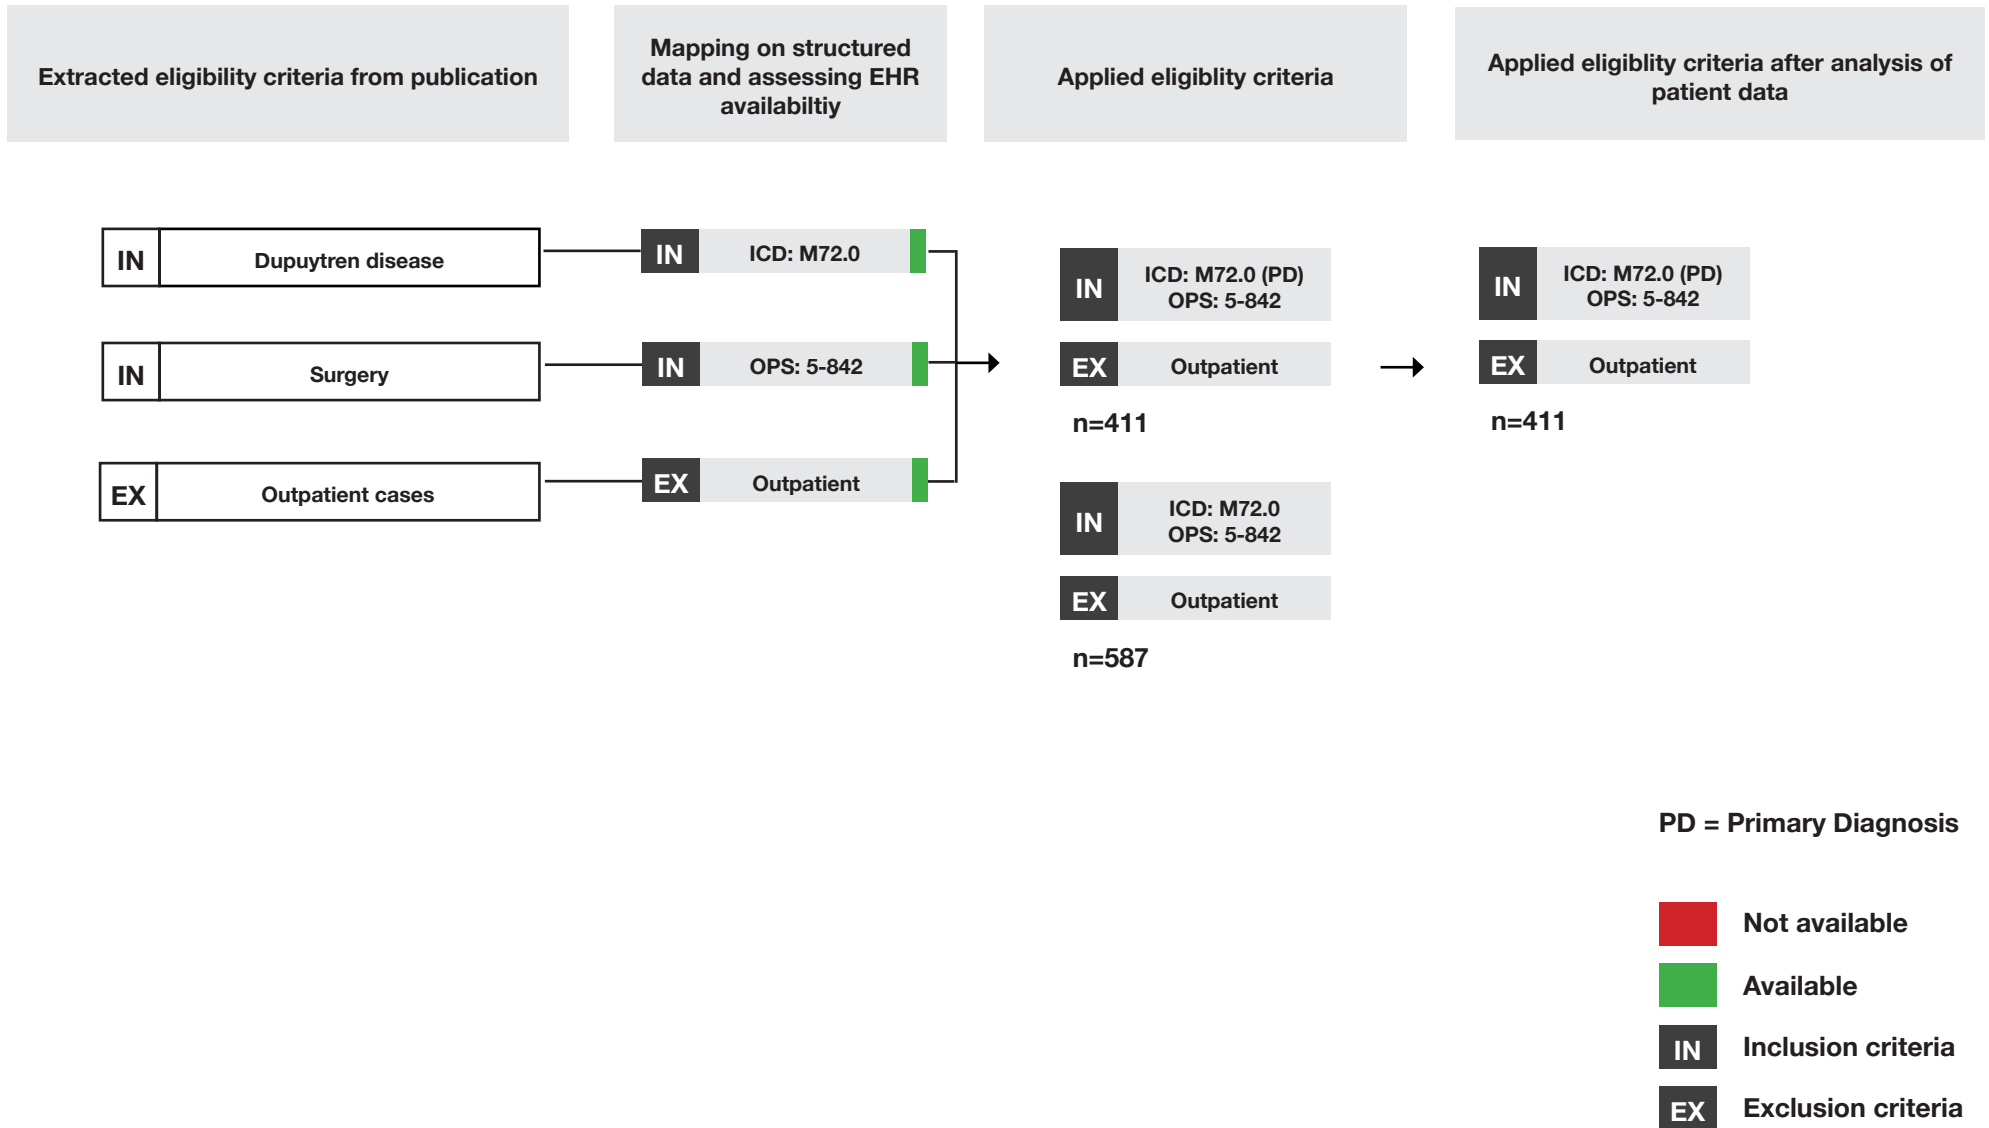 Extracted eligibility criteria from publication
Mapping on structured
data and assessing EHR
availabiltiy
Applied eligiblity criteria
Applied eligiblity criteria after analysis of
patient data
IN
Dupuytren disease
IN
ICD: M72.0
IN
Surgery
IN
OPS: 5-842
EX
Outpatient cases
EX
Outpatient
IN
ICD: M72.0 (PD)
OPS: 5-842
EX
Outpatient
n=411
IN
ICD: M72.0
OPS: 5-842
EX
Outpatient
n=587
IN
ICD: M72.0 (PD)
OPS: 5-842
EX
Outpatient
n=411
PD = Primary Diagnosis
Not available
Available
IN
Inclusion criteria
EX
Exclusion criteria